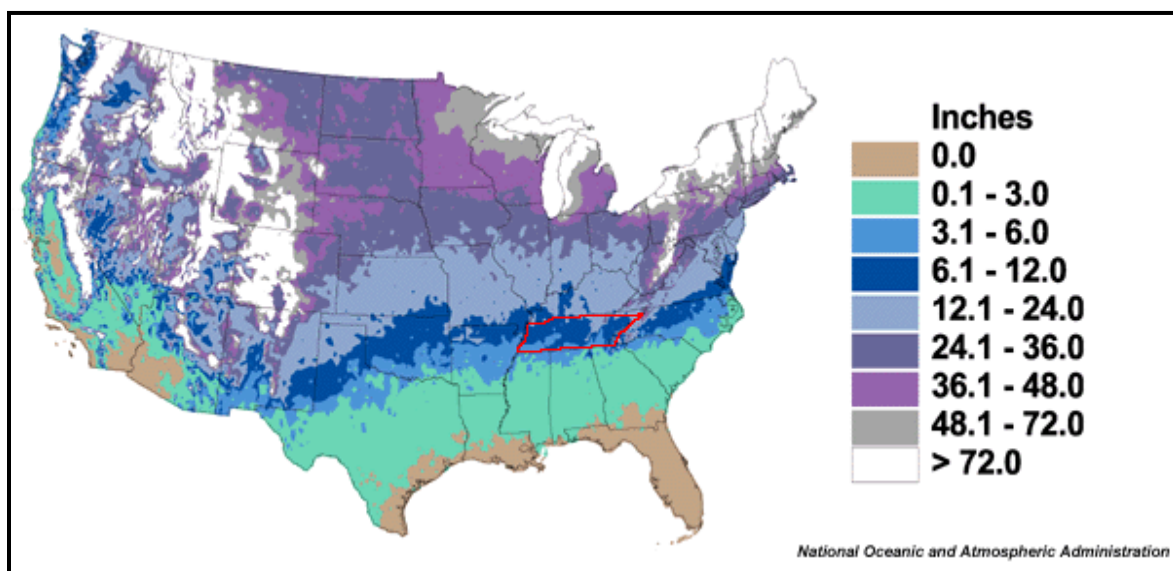 Inches
0.0
0.1 - 3.0
3.1 - 6.0
6.1 - 12.0
12.1 - 24.0
24.1 - 36.0
36.1 - 48.0
48.1 - 72.0
> 72.0
National Oceanic and Atmospheric Administration